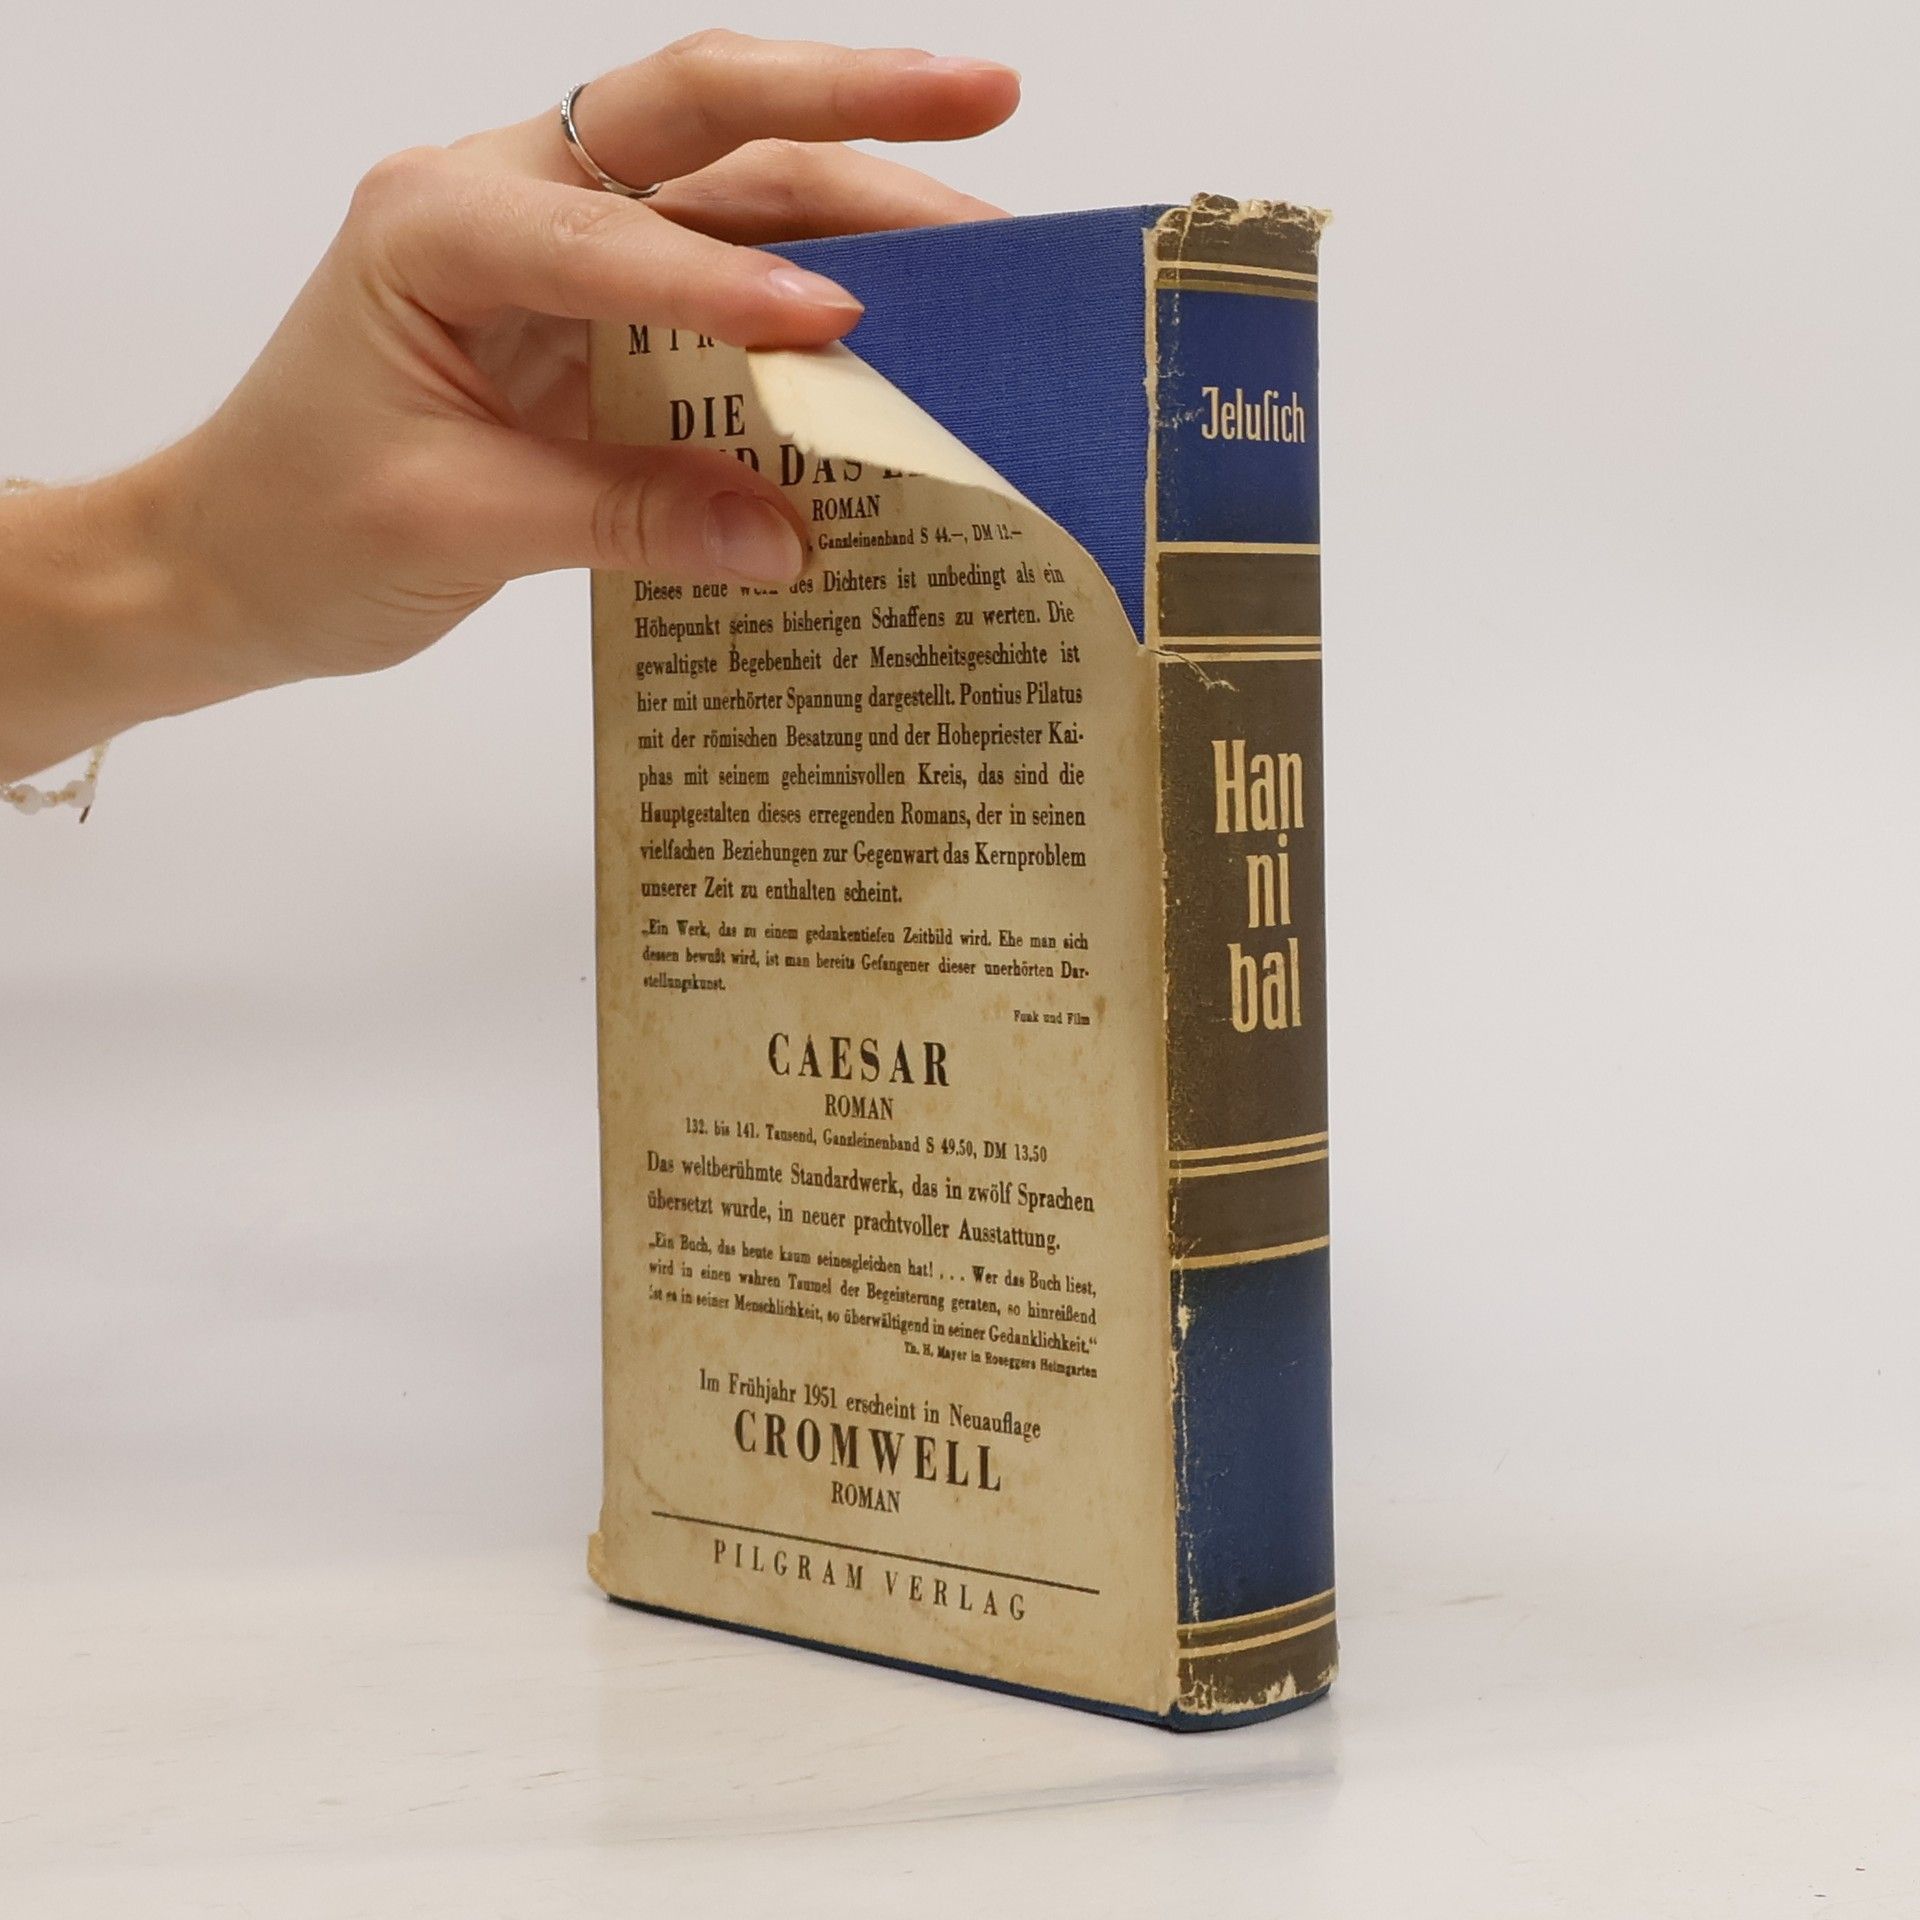 DIE
DAS
ROMAN
Ganzleinenband S 44.—, DM 12.—
Dieses neue des Dichters ist unbedingt als ein
Höhepunkt seines bisherigen Schaffens zu werten. Die
gewaltigste Begebenheit der Menschheitsgeschichte ist
hier mit unerhörter Spannung dargestellt. Pontius Pilatus
mit der römischen Besatzung und der Hohepriester Kai-
phas mit seinem geheimnisvollen Kreis, das sind die
Hauptgestalten dieses erregenden Romans, der in seinen
vielfachen Beziehungen zur Gegenwart das Kernproblem
unserer Zeit zu enthalten scheint.
„Ein Werk, das zu einem gedankentiefen Zeitbild wird. Ehe man sich
dessen bewußt wird, ist man bereits Gefangener dieser unerhörten Dar-
stellungskunst.
Funk und Film
CAESAR
ROMAN
132. bis 141. Tausend, Ganzleinenband S 49.50, DM 13.50
Das weltberühmte Standardwerk, das in zwölf Sprachen
übersetzt wurde, in neuer prachtvoller Ausstattung.
„Ein Buch, das heute kaum seinesgleichen hat! . . . Wer das Buch liest,
wird in einen wahren Taumel der Begeisterung geraten, so hinreißend
ist es in seiner Menschlichkeit, so überwältigend in seiner Gedanklichkeit.“
Th. H. Mayer in Roseggers Heimgarten
Im Frühjahr 1951 erscheint in Neuauflage
CROMWELL
ROMAN
PILGRAM VERLAG
Jeluſich
Han
ni
bal